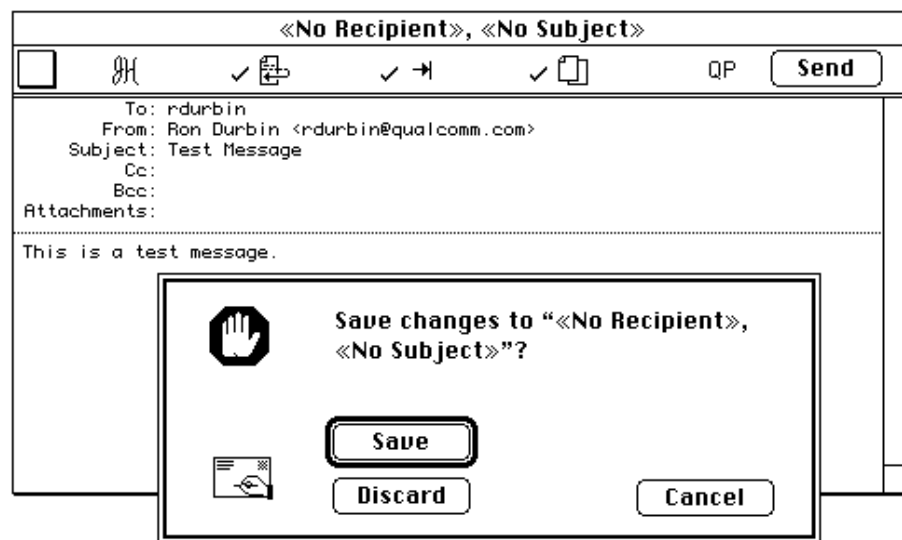 «No Recipient», «No Subject»
QP Send
To: rdurbin
From: Ron Durbin <rdurbin@qualcomm.com>
Subject: Test Message
Cc:
Bcc:
Attachments:
This is a test message.
Save changes to “«No Recipient»,
«No Subject»”?
Save
Discard
Cancel